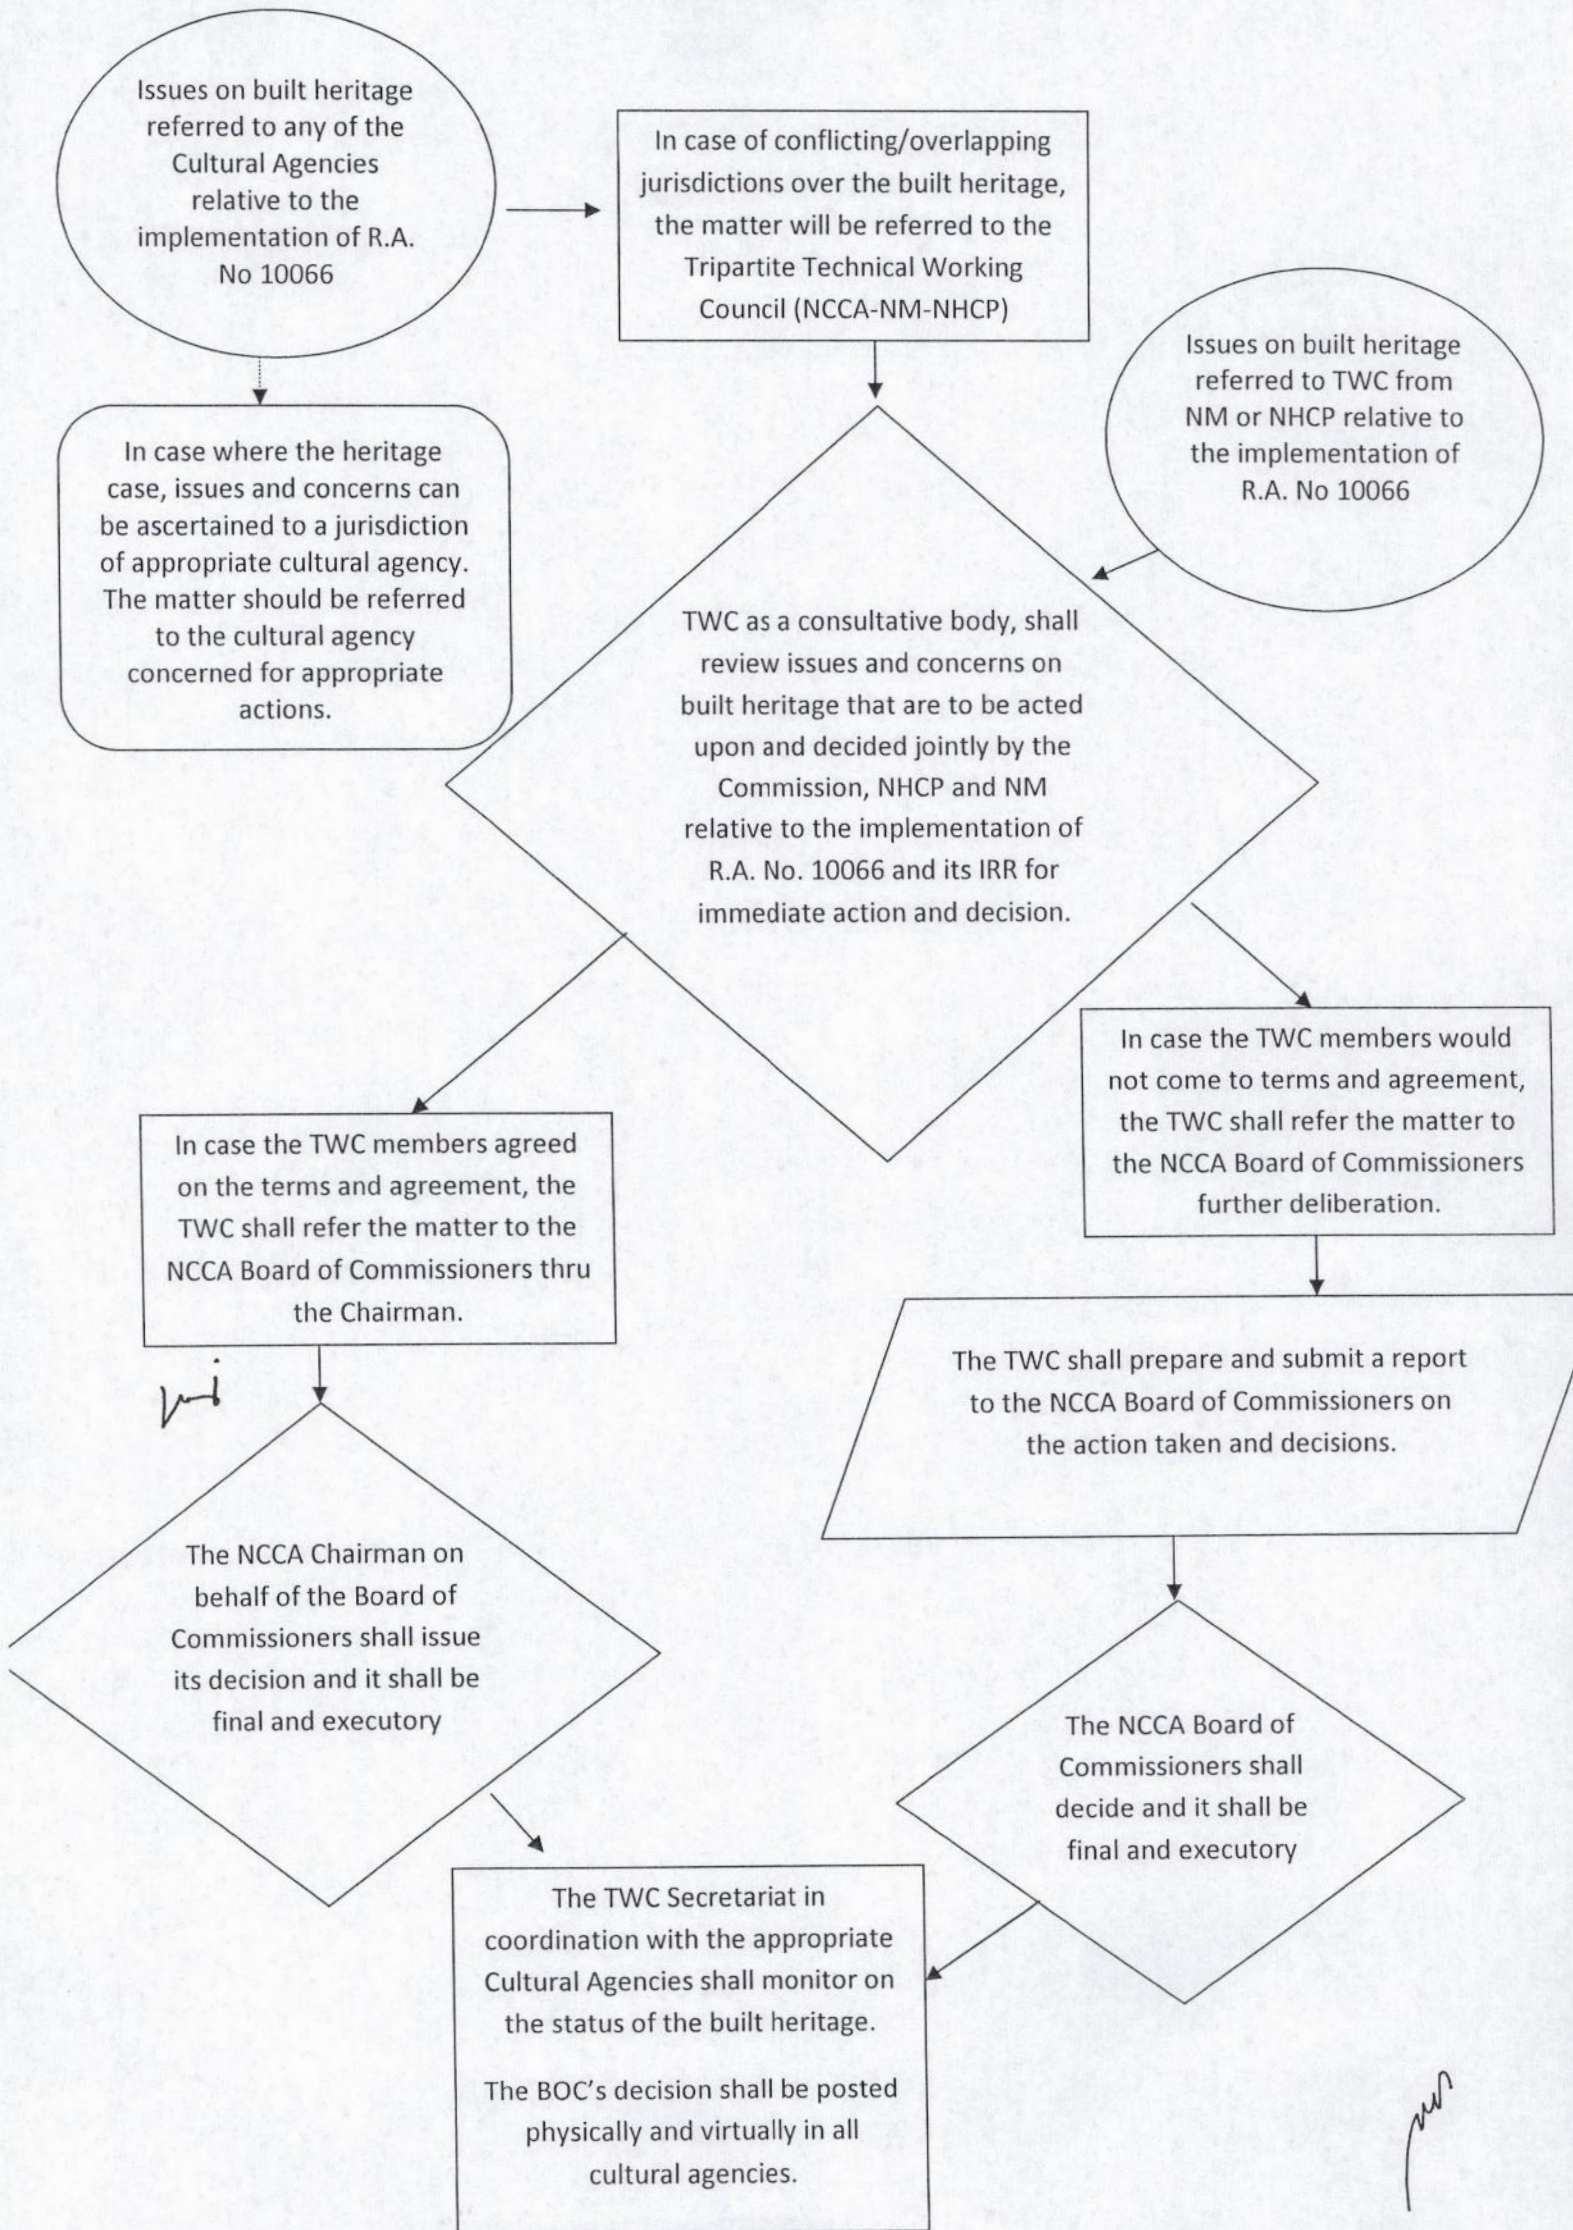 Issues on built heritage
referred to any of the
Cultural Agencies
relative to the
implementation of R.A.
No 10066
In case of conflicting/overlapping
jurisdictions over the built heritage,
the matter will be referred to the
Tripartite Technical Working
Council (NCCA-NM-NHCP)
Issues on built heritage
referred to TWC from
NM or NHCP relative to
the implementation of
R.A. No 10066
In case where the heritage
case, issues and concerns can
be ascertained to a jurisdiction
of appropriate cultural agency.
The matter should be referred
to the cultural agency
concerned for appropriate
actions.
TWC as a consultative body, shall
review issues and concerns on
built heritage that are to be acted
upon and decided jointly by the
Commission, NHCP and NM
relative to the implementation of
R.A. No. 10066 and its IRR for
immediate action and decision.
In case the TWC members agreed
on the terms and agreement, the
TWC shall refer the matter to the
NCCA Board of Commissioners thru
the Chairman.
In case the TWC members would
not come to terms and agreement,
the TWC shall refer the matter to
the NCCA Board of Commissioners
further deliberation.
The TWC shall prepare and submit a report
to the NCCA Board of Commissioners on
the action taken and decisions.
The NCCA Chairman on
behalf of the Board of
Commissioners shall issue
its decision and it shall be
final and executory
The NCCA Board of
Commissioners shall
decide and it shall be
final and executory
The TWC Secretariat in
coordination with the appropriate
Cultural Agencies shall monitor on
the status of the built heritage.
The BOC's decision shall be posted
physically and virtually in all
cultural agencies.